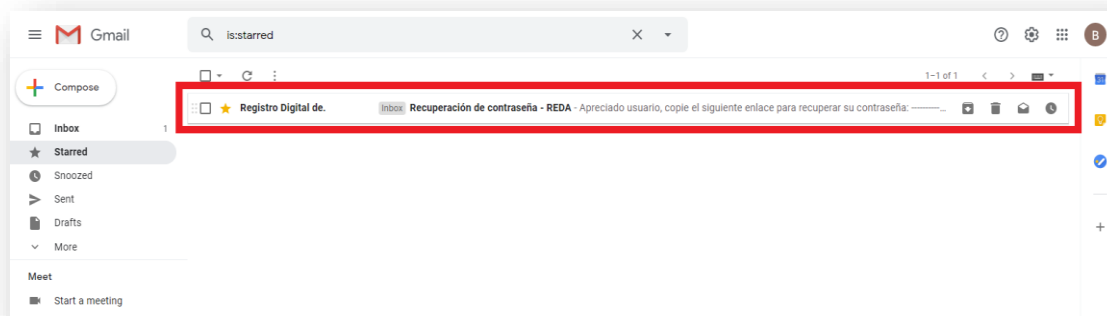 Gmail
is:starred
B
Compose
1–1 of 1
Registro Digital de. Inbox Recuperación de contraseña - REDA - Apreciado usuario, copie el siguiente enlace para recuperar su contraseña: ———...
Inbox 1
Starred
Snoozed
Sent
Drafts
More
Meet
Start a meeting